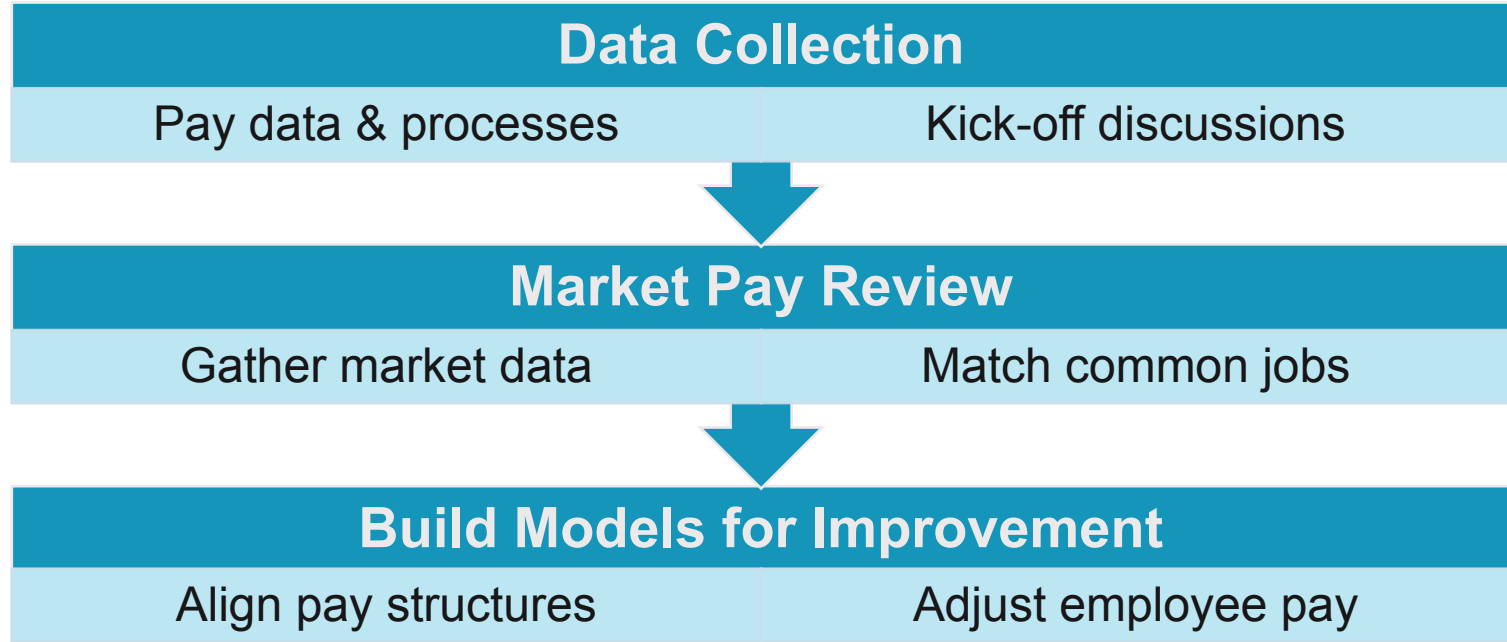 Data Collection
Pay data & processes
Kick-off discussions
Market Pay Review
Gather market data
Match common jobs
Build Models for Improvement
Align pay structures
Adjust employee pay